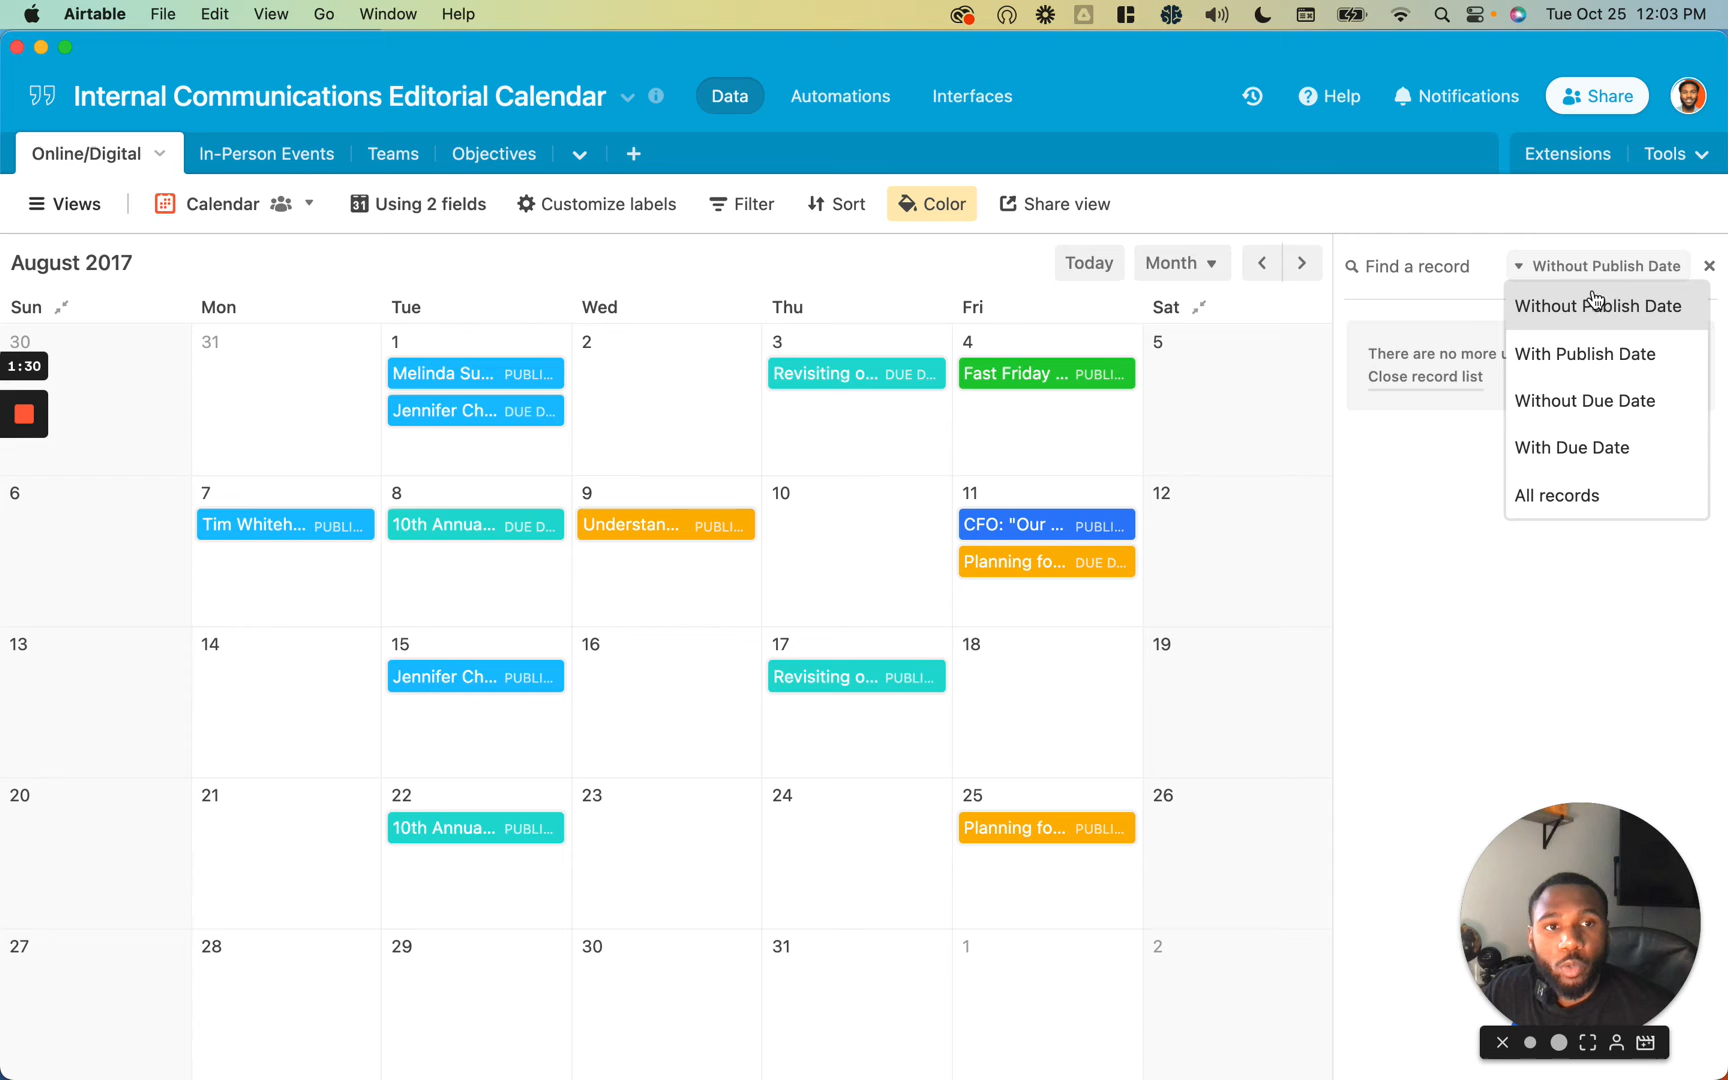 Airtable File Edit View Go Window Help
Tue Oct 25 12:03 PM
Internal Communications Editorial Calendar
Data Automations Interfaces
Help Notifications Share
Online/Digital In-Person Events Teams Objectives
Extensions Tools
Views Calendar Using 2 fields Customize labels Filter Sort Color Share view
August 2017
Today Month
Find a record Without Publish Date
Sun Mon Tue Wed Thu Fri Sat
30 31 1 2 3 4 5
1:30
Melinda Su... PUBLI...
Revisiting o... DUE D...
Fast Friday ... PUBLI...
Jennifer Ch... DUE D...
6 7 8 9 10 11 12
Tim Whiteh... PUBLI...
10th Annua... DUE D...
Understan... PUBLI...
CFO: "Our ... PUBLI...
Planning fo... DUE D...
13 14 15 16 17 18 19
Jennifer Ch... PUBLI...
Revisiting o... PUBLI...
20 21 22 23 24 25 26
10th Annua... PUBLI...
Planning fo... PUBLI...
27 28 29 30 31 1 2
There are no more
Close record list
Without Publish Date
With Publish Date
Without Due Date
With Due Date
All records